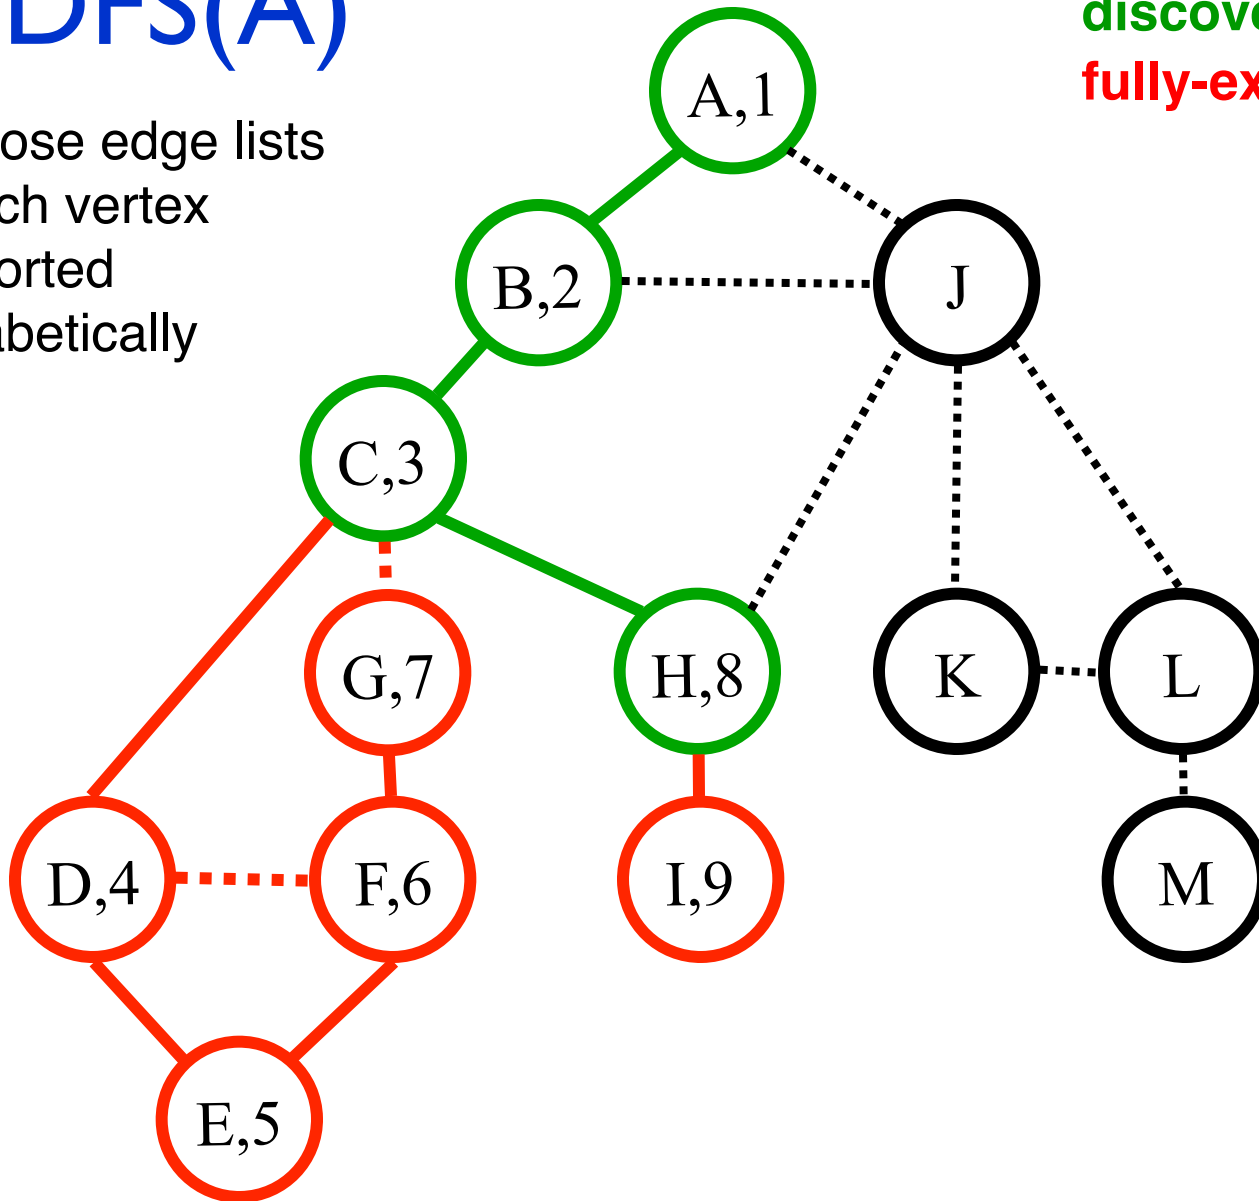 DFS(A)
discove
fully-ex
ose edge lists
ch vertex
orted
abetically
A,1
B,2
J
C,3
G,7
H,8
K
L
D,4
F,6
I,9
M
E,5